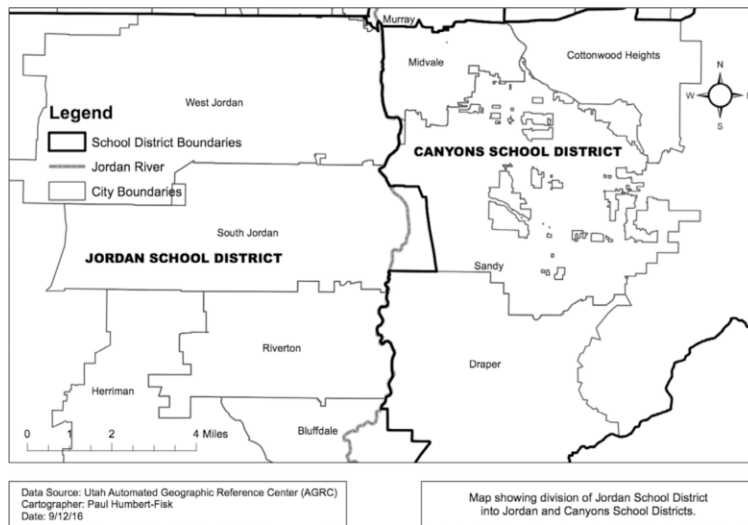 Murray
Midvale
Cottonwood Heights
N
W
S
West Jordan
Legend
School District Boundaries
Jordan River
City Boundaries
CANYONS SCHOOL DISTRICT
South Jordan
JORDAN SCHOOL DISTRICT
Sandy
Riverton
Draper
Herriman
Bluffdale
0 1 2 4 Miles
Data Source: Utah Automated Geographic Reference Center (AGRC)
Cartographer: Paul Humbert-Fisk
Date: 9/12/16
Map showing division of Jordan School District
into Jordan and Canyons School Districts.